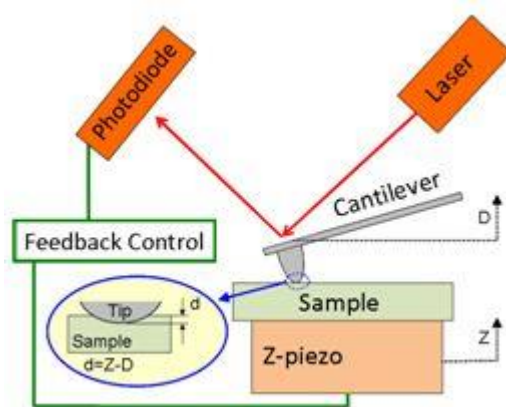 Photodiode
Laser
Cantilever
D
Feedback Control
Tip
d
Sample
d=Z-D
Sample
Z
Z-piezo